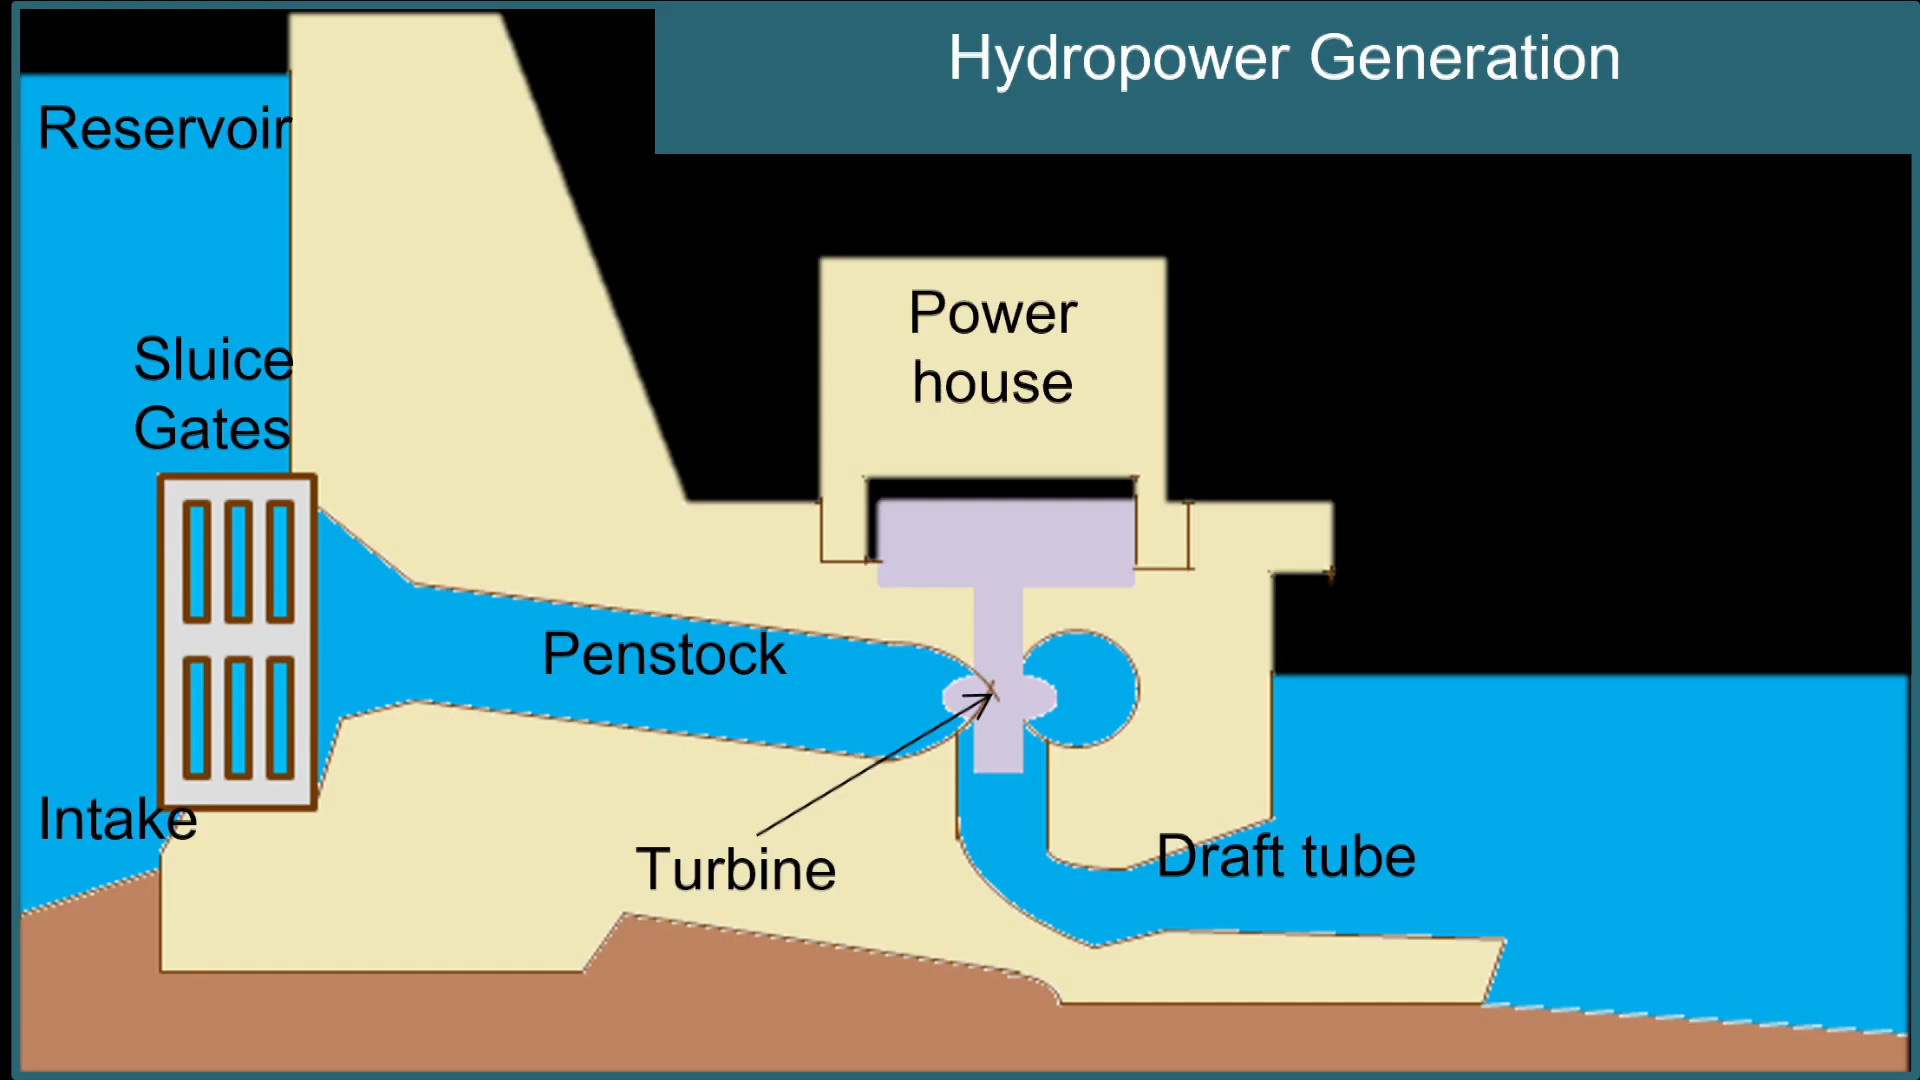 Hydropower Generation
Reservoir
Sluice
Gates
Power
house
Penstock
Intake
Turbine
Draft tube